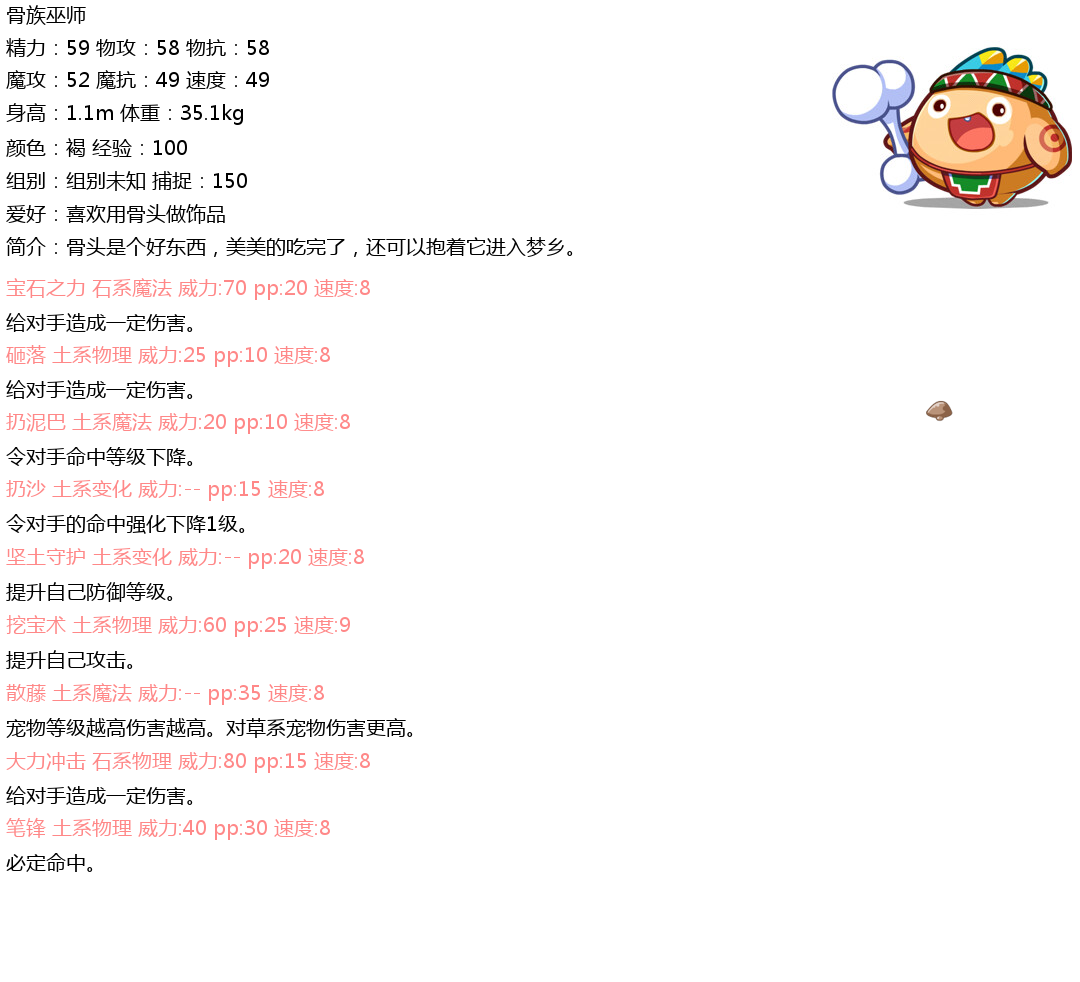 骨族巫师
精力：59 物攻：58 物抗：58
魔攻：52 魔抗：49 速度：49
身高：1.1m 体重：35.1kg
颜色：褐 经验：100
组别：组别未知 捕捉：150
爱好：喜欢用骨头做饰品
简介：骨头是个好东西，美美的吃完了，还可以抱着它进入梦乡。
宝石之力 石系魔法 威力:70 pp:20 速度:8
给对手造成一定伤害。
砸落 土系物理 威力:25 pp:10 速度:8
给对手造成一定伤害。
扔泥巴 土系魔法 威力:20 pp:10 速度:8
令对手命中等级下降。
扔沙 土系变化 威力:-- pp:15 速度:8
令对手的命中强化下降1级。
坚土守护 土系变化 威力:-- pp:20 速度:8
提升自己防御等级。
挖宝术 土系物理 威力:60 pp:25 速度:9
提升自己攻击。
散藤 土系魔法 威力:-- pp:35 速度:8
宠物等级越高伤害越高。对草系宠物伤害更高。
大力冲击 石系物理 威力:80 pp:15 速度:8
给对手造成一定伤害。
笔锋 土系物理 威力:40 pp:30 速度:8
必定命中。